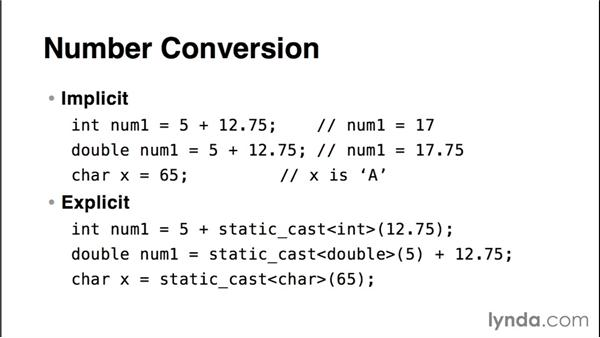 Number Conversion
• Implicit
int num1 = 5 + 12.75; // num1 = 17
double num1 = 5 + 12.75; // num1 = 17.75
char x = 65; // x is ‘A’
• Explicit
int num1 = 5 + static_cast<int>(12.75);
double num1 = static_cast<double>(5) + 12.75;
char x = static_cast<char>(65);
lynda.com